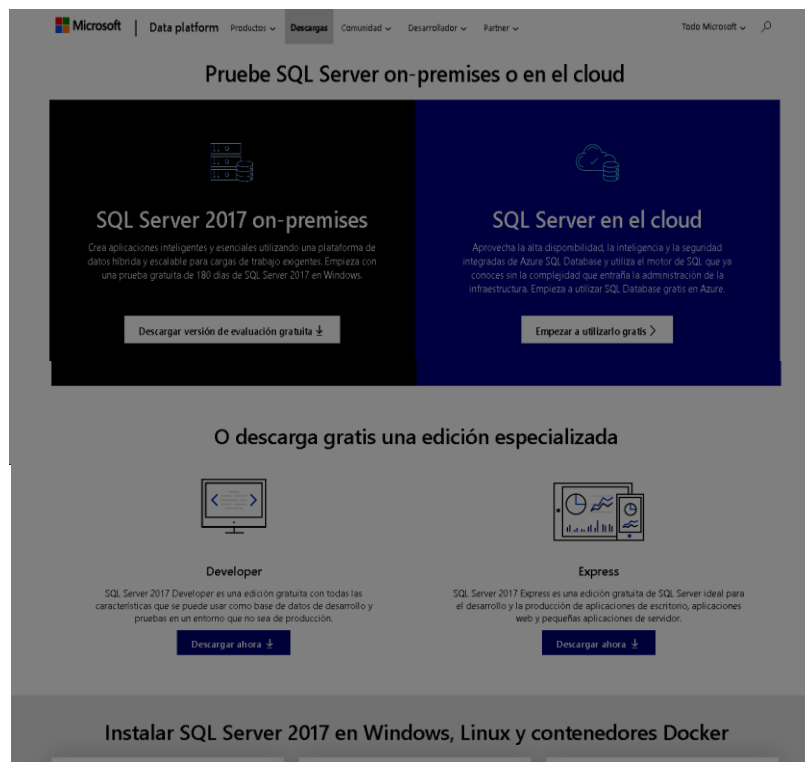 Microsoft | Data platform Productos Descargas Comunidad Desarrollador Partner Todo Microsoft
Pruebe SQL Server on-premises o en el cloud
SQL Server 2017 on-premises
Crea aplicaciones inteligentes y esenciales utilizando una plataforma de
datos híbrida y escalable para cargas de trabajo exigentes. Empieza con
una prueba gratuita de 180 días de SQL Server 2017 en Windows.
Descargar versión de evaluación gratuita
SQL Server en el cloud
Aprovecha la alta disponibilidad, la inteligencia y la seguridad
integradas de Azure SQL Database y utiliza el motor de SQL que ya
conoces sin la complejidad que entraña la administración de la
infraestructura. Empieza a utilizar SQL Database gratis en Azure.
Empezar a utilizarlo gratis
O descarga gratis una edición especializada
Developer
SQL Server 2017 Developer es una edición gratuita con todas las
características que se puede usar como base de datos de desarrollo y
pruebas en un entorno que no sea de producción.
Descargar ahora
Express
SQL Server 2017 Express es una edición gratuita de SQL Server ideal para
el desarrollo y la producción de aplicaciones de escritorio, aplicaciones
web y pequeñas aplicaciones de servidor.
Descargar ahora
Instalar SQL Server 2017 en Windows, Linux y contenedores Docker